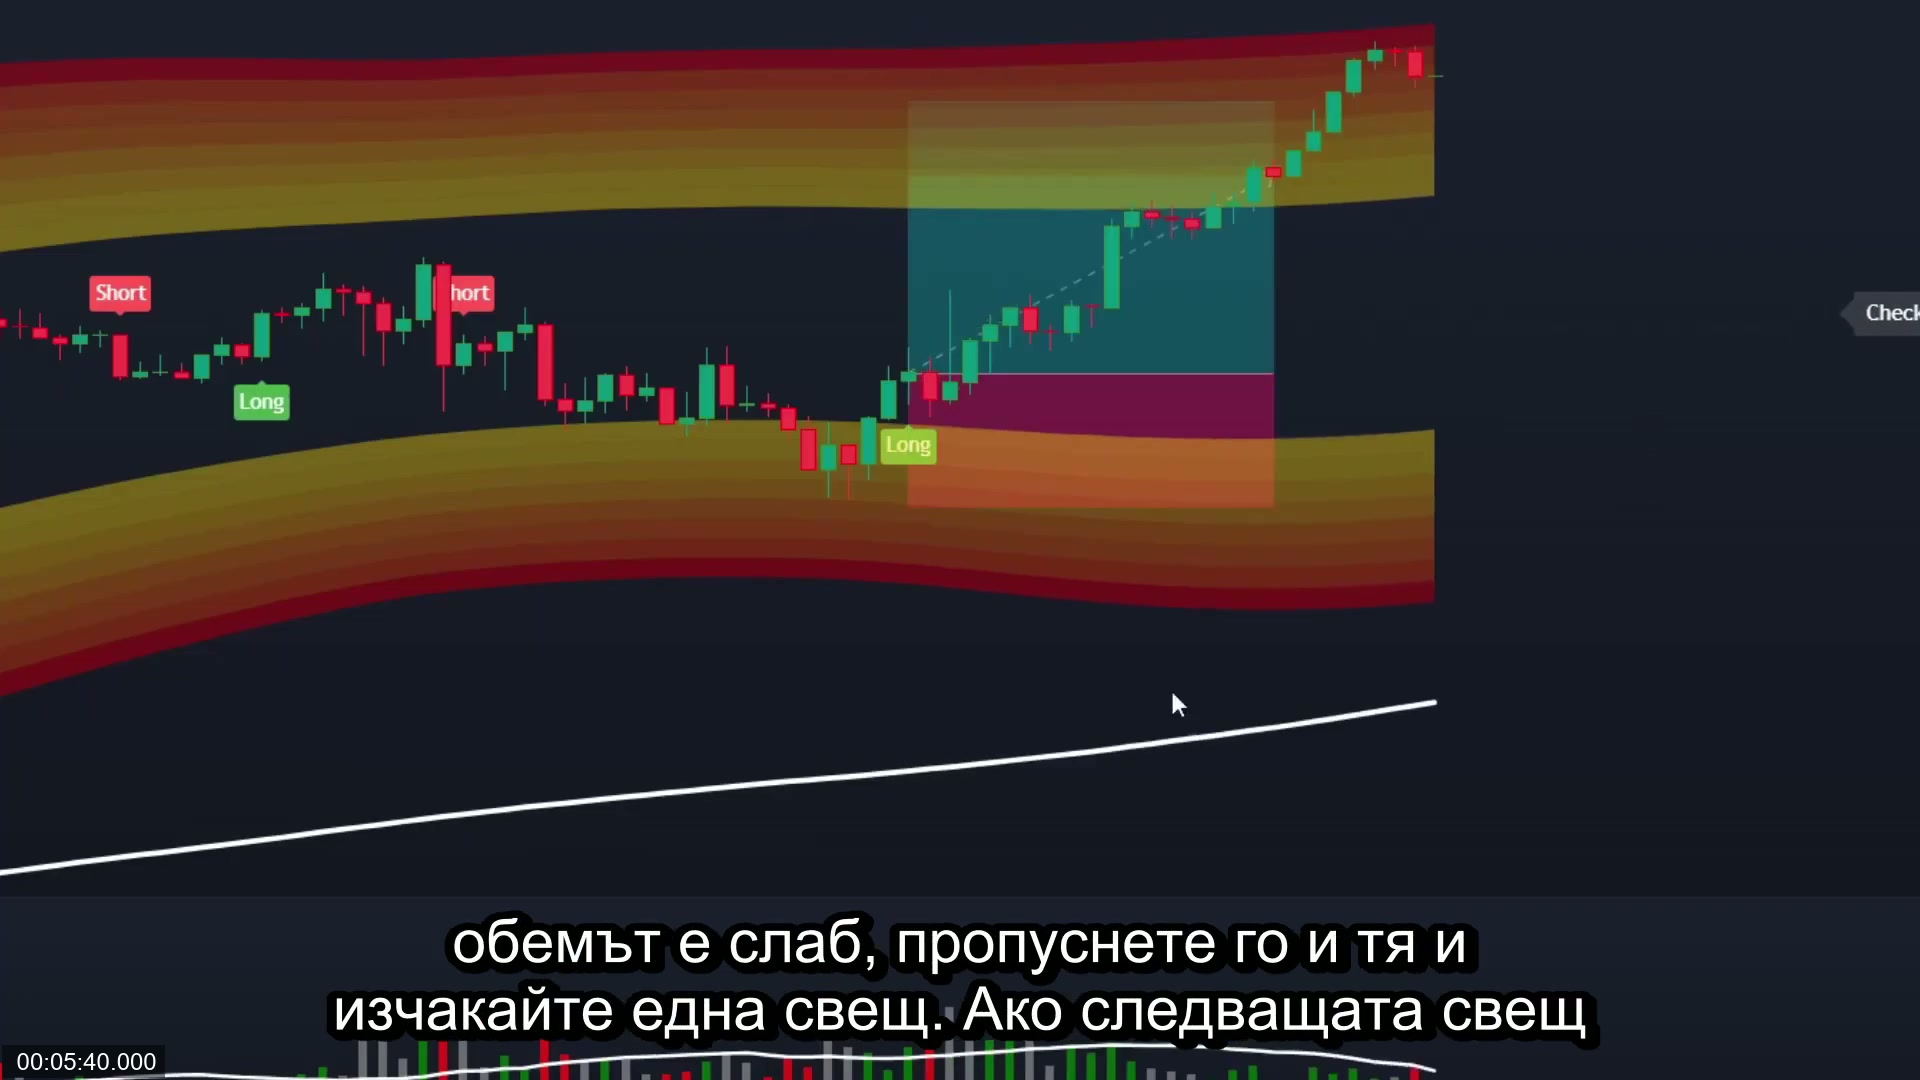 Short
hort
Check
Long
Long
обемът е слаб, пропуснете го и тя и
изчакайте една свещ. Ако следващата свещ
00:05:40.000